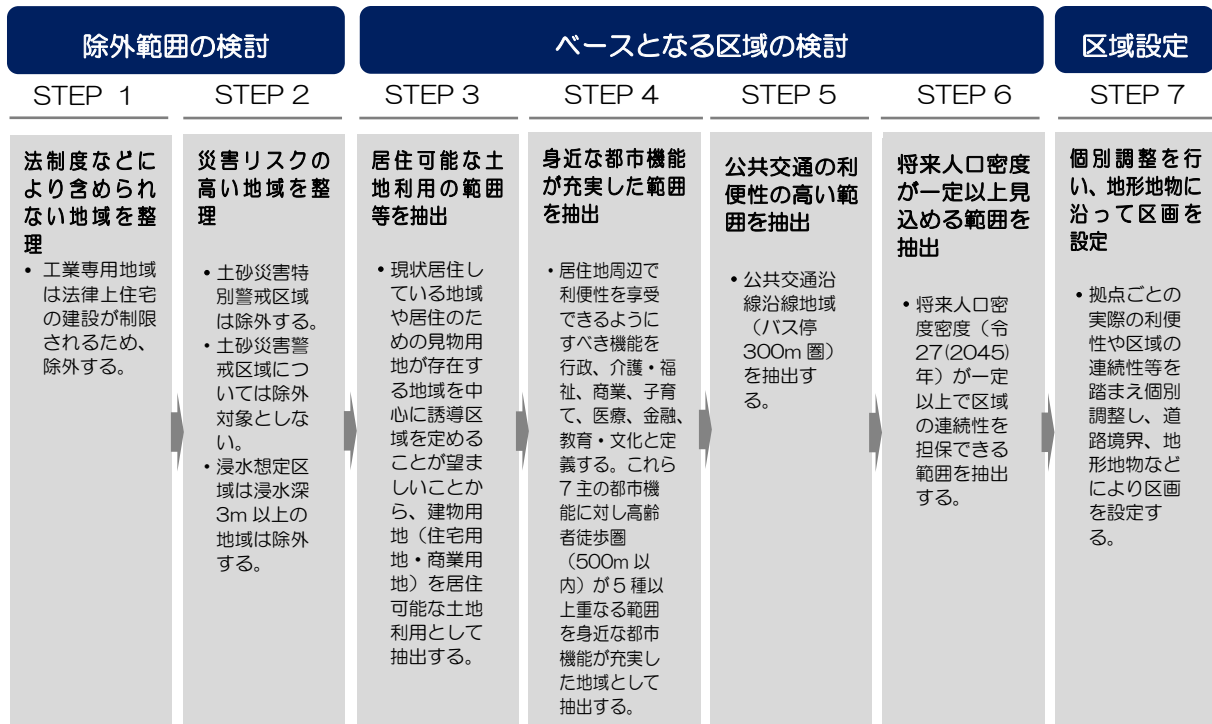 除外範囲の検討
ベースとなる区域の検討
区域設定
STEP 1
STEP 2
STEP 3
STEP 4
STEP 5
STEP 6
STEP 7
法制度などに
より含められ
ない地域を整
理
• 工業専用地域
は法律上住宅
の建設が制限
されるため、
除外する。
災害リスクの
高い地域を整
理
• 土砂災害特
別警戒区域
は除外する。
• 土砂災害警
戒区域につ
いては除外
対象としな
い。
• 浸水想定区
域は浸水深
3m 以上の
地域は除外
する。
居住可能な土
地利用の範囲
等を抽出
• 現状居住し
ている地域
や居住のた
めの見物用
地が存在す
る地域を中
心に誘導区
域を定める
ことが望ま
しいことか
ら、建物用
地（住宅用
地・商業用
地）を居住
可能な土地
利用として
抽出する。
身近な都市機能
が充実した範囲
を抽出
• 居住地周辺で
利便性を享受
できるように
すべき機能を
行政、介護・福
祉、商業、子育
て、医療、金融、
教育・文化と定
義する。これら
7主の都市機
能に対し高齢
者徒歩圏
（500m 以
内）が5種以
上重なる範囲
を身近な都市
機能が充実し
た地域として
抽出する。
公共交通の利
便性の高い範
囲を抽出
• 公共交通沿
線沿線地域
（バス停
300m 圏）
を抽出す
る。
将来人口密度
が一定以上見
込める範囲を
抽出
• 将来人口密
度密度（令
27(2045)
年）が一定
以上で区域
の連続性を
担保できる
範囲を抽出
する。
個別調整を行
い、地形地物に
沿って区画を
設定
• 拠点ごとの
実際の利便
性や区域の
連続性等を
踏まえ個別
調整し、道
路境界、地
形地物など
により区画
を設定す
る。